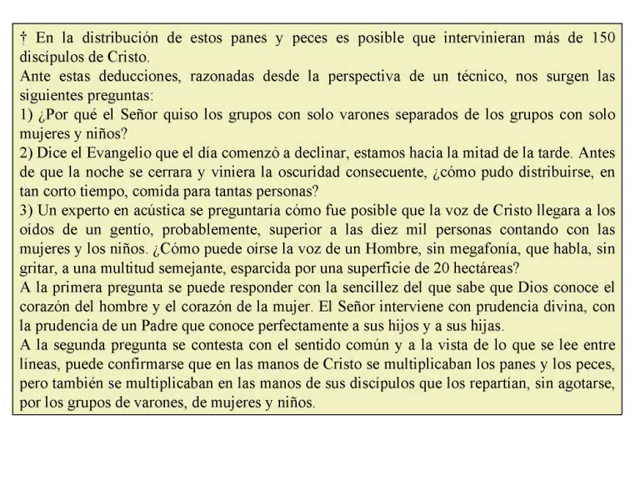 † En la distribución de estos panes y peces es posible que intervinieran más de 150
discípulos de Cristo.
Ante estas deducciones, razonadas desde la perspectiva de un técnico, nos surgen las
siguientes preguntas:
1) ¿Por qué el Señor quiso los grupos con solo varones separados de los grupos con solo
mujeres y niños?
2) Dice el Evangelio que el día comenzó a declinar, estamos hacia la mitad de la tarde. Antes
de que la noche se cerrara y viniera la oscuridad consecuente, ¿cómo pudo distribuirse, en
tan corto tiempo, comida para tantas personas?
3) Un experto en acústica se preguntaría cómo fue posible que la voz de Cristo llegara a los
oídos de un gentío, probablemente, superior a las diez mil personas contando con las
mujeres y los niños. ¿Cómo puede oírse la voz de un Hombre, sin megafonía, que habla, sin
gritar, a una multitud semejante, esparcida por una superficie de 20 hectáreas?
A la primera pregunta se puede responder con la sencillez del que sabe que Dios conoce el
corazón del hombre y el corazón de la mujer. El Señor interviene con prudencia divina, con
la prudencia de un Padre que conoce perfectamente a sus hijos y a sus hijas.
A la segunda pregunta se contesta con el sentido común y a la vista de lo que se lee entre
líneas, puede confirmarse que en las manos de Cristo se multiplicaban los panes y los peces,
pero también se multiplicaban en las manos de sus discípulos que los repartían, sin agotarse,
por los grupos de varones, de mujeres y niños.